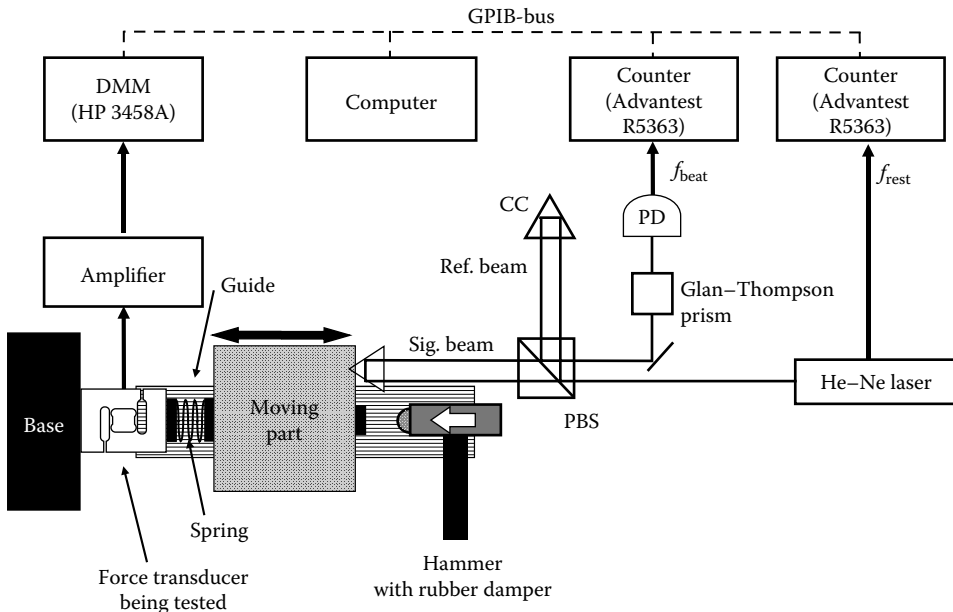 GPIB-bus
DMM
(HP 3458A)
Computer
Counter
(Advantest
R5363)
Counter
(Advantest
R5363)
f_beat
f_rest
CC
PD
Amplifier
Guide
Ref. beam
Glan–Thompson
prism
Sig. beam
He–Ne laser
PBS
Base
Moving
part
Spring
Hammer
with rubber damper
Force transducer
being tested